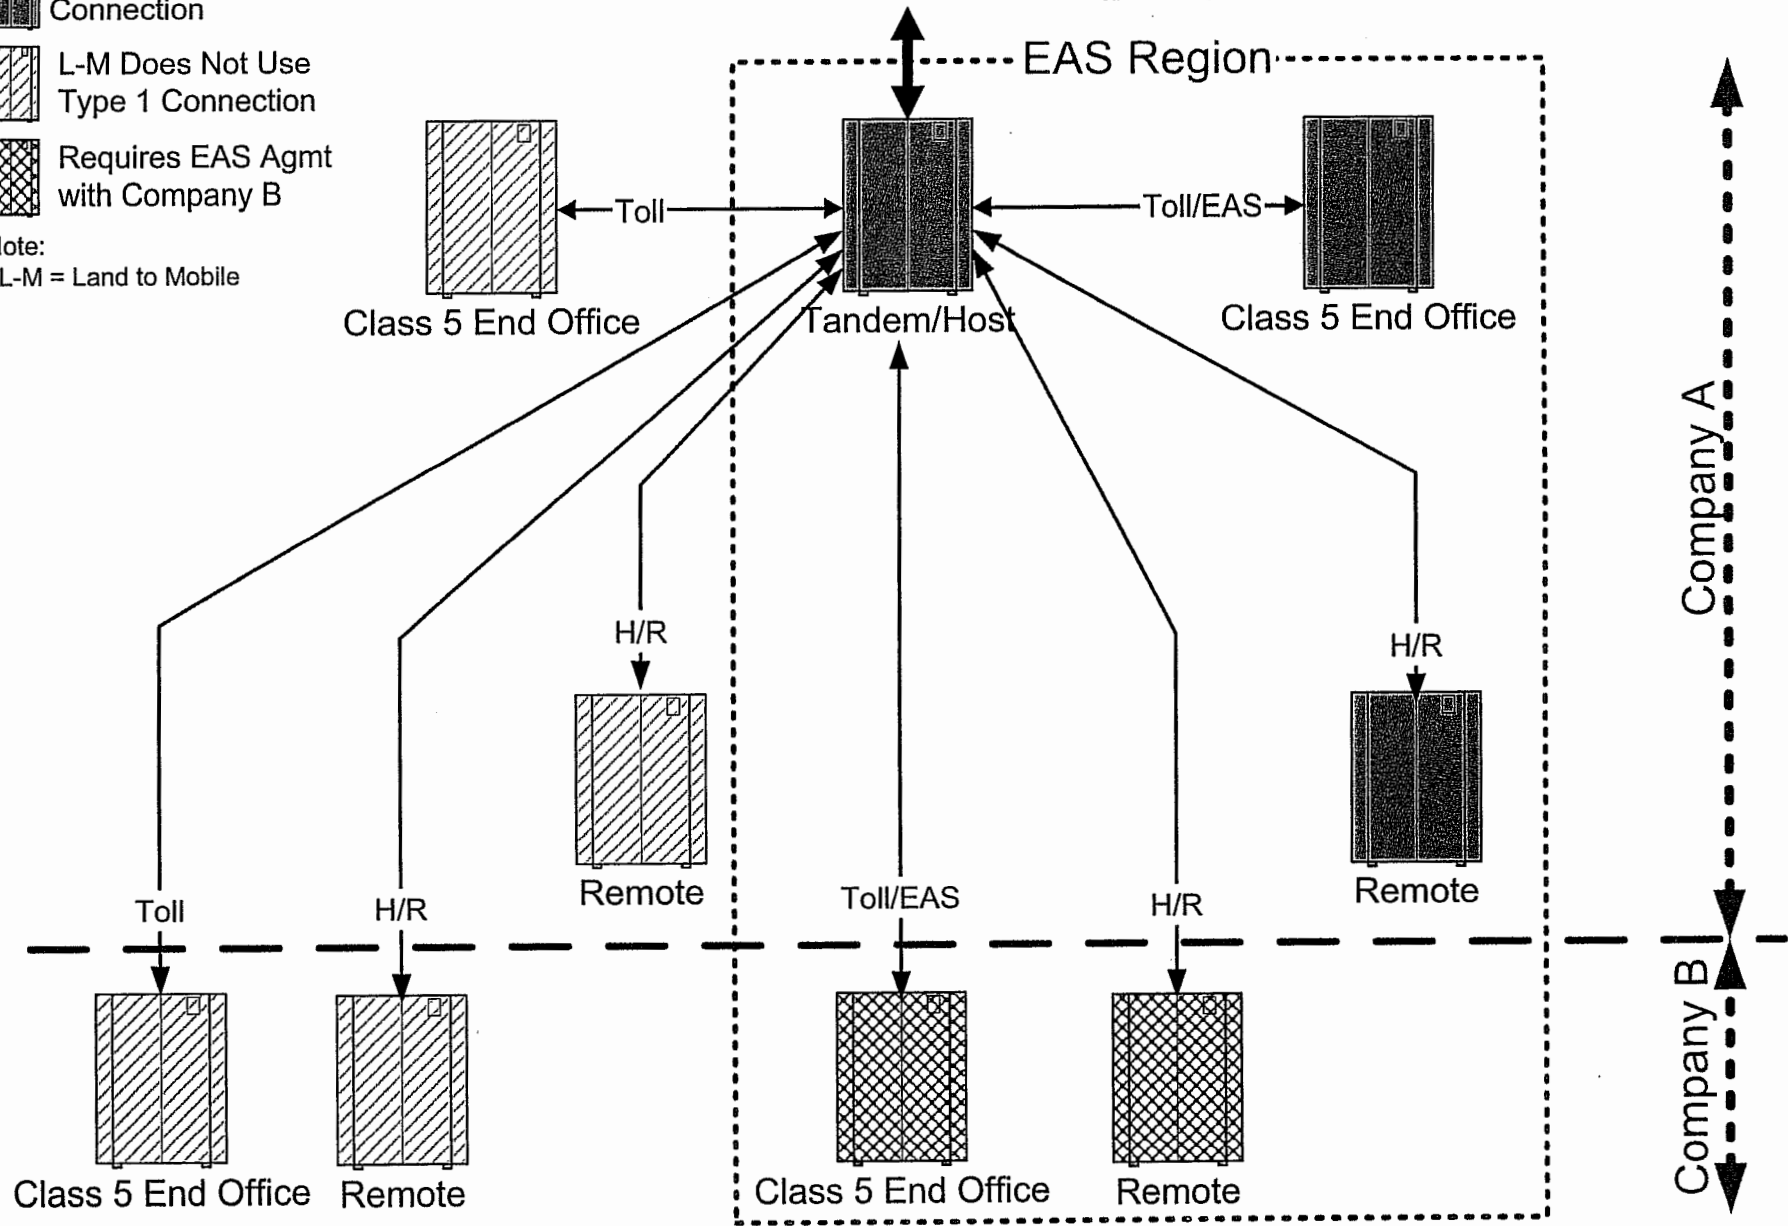 Connection
EAS Region
L-M Does Not Use
Type 1 Connection
Requires EAS Agmt
with Company B
Toll
Toll/EAS
L-M = Land to Mobile
Class 5 End Office
Tandem/Host
Class 5 End Office
Company A
H/R
H/R
Remote
Remote
Toll
H/R
Toll/EAS
H/R
Company B
Class 5 End Office
Remote
Class 5 End Office
Remote